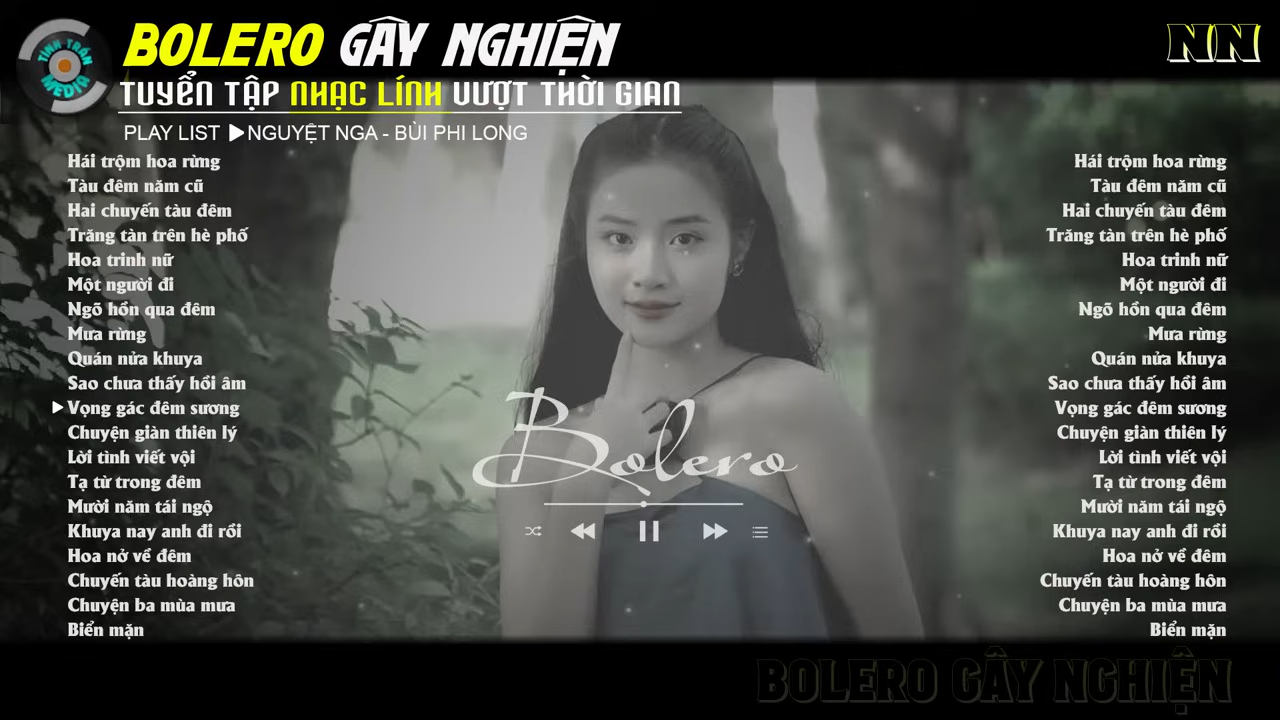 TÌNH TRẦN
MEDIA
BOLERO GÂY NGHIỆN
NN
TUYỂN TẬP NHẠC LÍNH VƯỢT THỜI GIAN
PLAY LIST ▶NGUYỆT NGA - BÙI PHI LONG
Hái trộm hoa rừng
Tàu đêm năm cũ
Hai chuyến tàu đêm
Trăng tàn trên hè phố
Hoa trinh nữ
Một người đi
Ngõ hồn qua đêm
Mưa rừng
Quán nửa khuya
Sao chưa thấy hồi âm
Vọng gác đêm sương
Chuyện giàn thiên lý
Lời tình viết vội
Tạ từ trong đêm
Mười năm tái ngộ
Khuya nay anh đi rồi
Hoa nở về đêm
Chuyến tàu hoàng hôn
Chuyện ba mùa mưa
Biển mặn
Bolero
Hái trộm hoa rừng
Tàu đêm năm cũ
Hai chuyến tàu đêm
Trăng tàn trên hè phố
Hoa trinh nữ
Một người đi
Ngõ hồn qua đêm
Mưa rừng
Quán nửa khuya
Sao chưa thấy hồi âm
Vọng gác đêm sương
Chuyện giàn thiên lý
Lời tình viết vội
Tạ từ trong đêm
Mười năm tái ngộ
Khuya nay anh đi rồi
Hoa nở về đêm
Chuyến tàu hoàng hôn
Chuyện ba mùa mưa
Biển mặn
BOLERO GÂY NGHIỆN